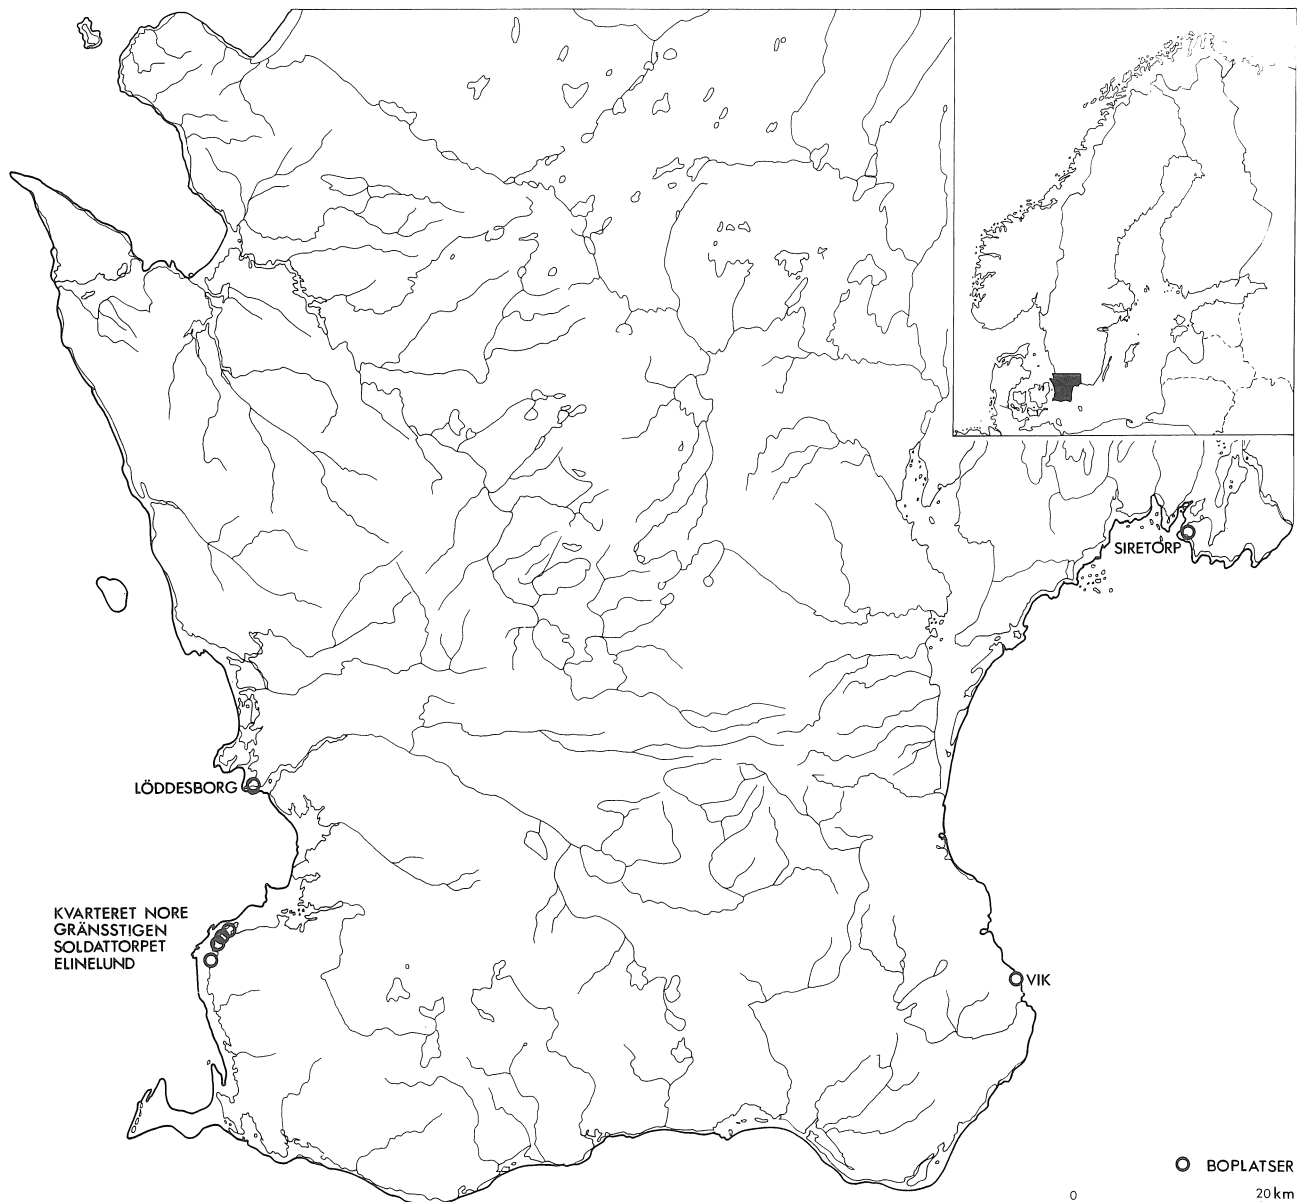 SIRETORP
LÖDDESBORG
KVARTERET NORE
GRÄNSSTIGEN
SOLDATTORPET
ELINELUND
VIK
BOPLATSER
0 20 km